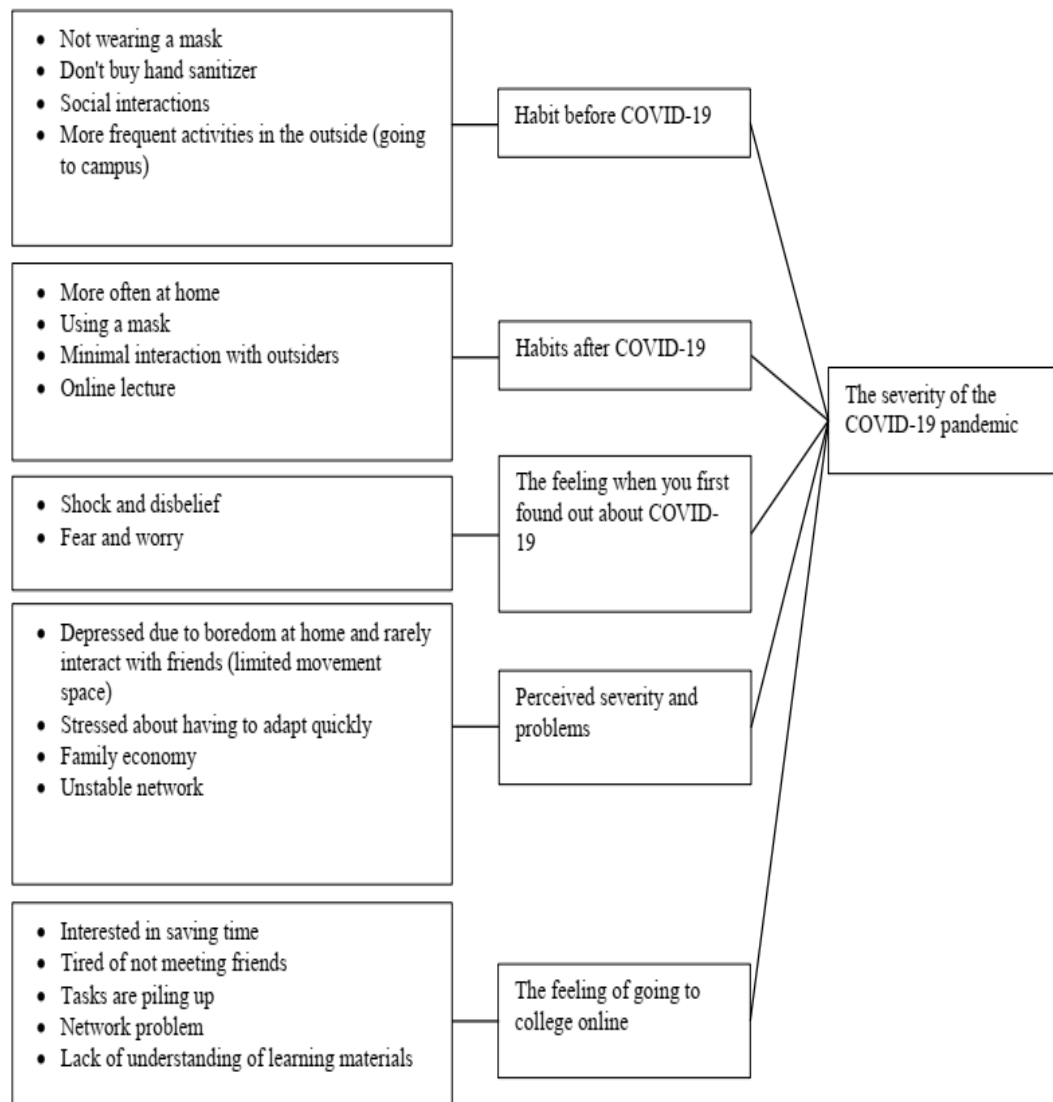 • Not wearing a mask
• Don't buy hand sanitizer
• Social interactions
• More frequent activities in the outside (going
to campus)
Habit before COVID-19
• More often at home
• Using a mask
• Minimal interaction with outsiders
• Online lecture
Habits after COVID-19
The severity of the
COVID-19 pandemic
• Shock and disbelief
• Fear and worry
The feeling when you first
found out about COVID-
19
• Depressed due to boredom at home and rarely
interact with friends (limited movement
space)
• Stressed about having to adapt quickly
• Family economy
• Unstable network
Perceived severity and
problems
• Interested in saving time
• Tired of not meeting friends
• Tasks are piling up
• Network problem
• Lack of understanding of learning materials
The feeling of going to
college online